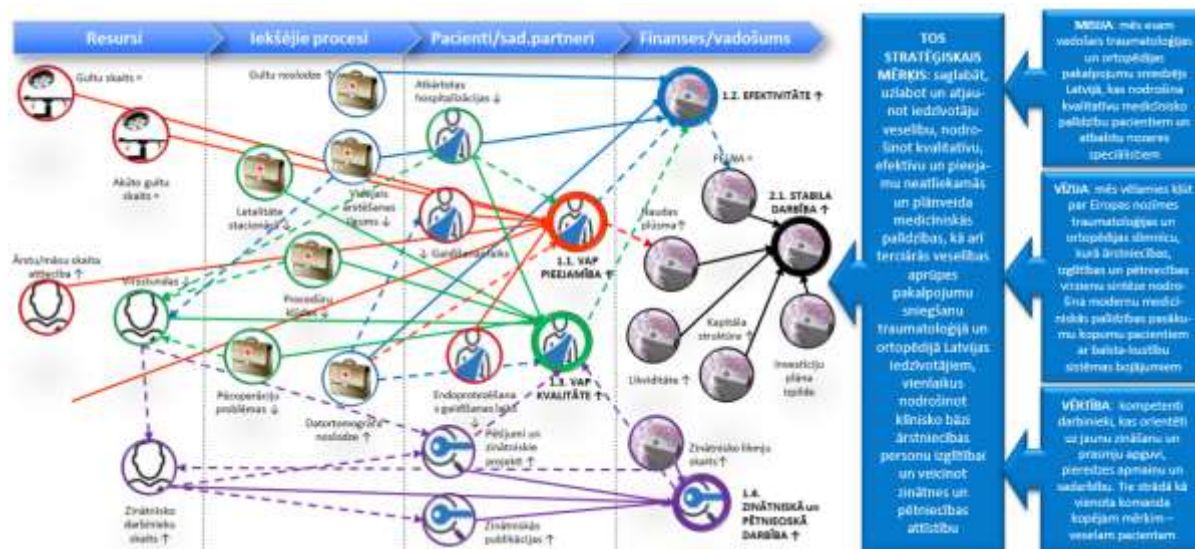 Resursi
Iekšējie procesi
Pacienti/sad.partneri
Finanses/vadošums
Gultu skaits =
Akūto gultu
skaits =
Ārstu/māsu skaita
attiecība ↑
Virsstundas ↓
Zinātnisko
darbinieku
skaits ↑
Gultu noslodze ↑
Vidējais
ārstēšanas
ilgums ↓
Letalitāte
stacionārā ↓
Procedūru
Pēcoperāciju
problēmas ↓
Datortomogrāfa
noslodze ↑
Atkārtotas
hospitalizācijas ↓
↓ Gaidīšanas laiks
1.1. VAP
PIEEJAMĪBA ↑
1.3. VAP
KVALITĀTE ↑
Endoprotezēšana
s gaidīšanas laiks
↓
Pētījumi un
zinātniskie
projekti ↑
Zinātniskās
publikācijas ↑
1.2. EFEKTIVITĀTE ↑
2.1. STABILA
DARBĪBA ↑
Naudas
plūsma ↑
Kapitāla
struktūra ↑
Likviditāte ↑
Investīciju
plāna
izpilde
Zinātnisko
skaits ↑
1.4.
ZINĀTNISKĀ un
PĒTNIECISKĀ
DARBĪBA ↑
TOS
STRATĒĢISKAIS
MĒRĶIS: saglabāt,
uzlabot un atjau-
not iedzīvotāju
veselību, nodro-
šinot kvalitatīvu,
efektīvu un pieeja-
mu neatliekamās
un plānveida
medicīniskās
palīdzības, kā arī
terciārās veselības
aprūpes
pakalpojumu
sniegšanu
traumatoloģijā un
ortopēdijā Latvijas
iedzīvotājiem,
vienlaikus
nodrošinot
klīnisko bāzi
ārstniecības
personu izglītībai
un veicinot
zinātnes un
pētniecības
attīstību
MISIJA: mēs esam
vadošais traumatoloģijas
un ortopēdijas
pakalpojumu sniedzējs
Latvijā, kas nodrošina
kvalitatīvu medicīnisko
palīdzību pacientiem un
atbalstu nozares
speciālistiem
VĪZIJA: mēs vēlamies kļūt
par Eiropas nozīmes
traumatoloģijas un
ortopēdijas slimnīcu,
kurā ārstniecības,
izglītības un pētniecības
virzienu sintēze nodro-
šina modernu medicī-
niskās palīdzības pasāku-
mu kopumu pacientiem
ar balsta-kustību
sistēmas bojājumiem
VĒRTĪBA: kompetenti
darbinieki, kas orientēti
uz jaunu zināšanu un
prasmju apguvi,
pieredzes apmaiņu un
sadarbību. Tie strādā kā
vienota komanda
kopējam mērķim –
veselam pacientam